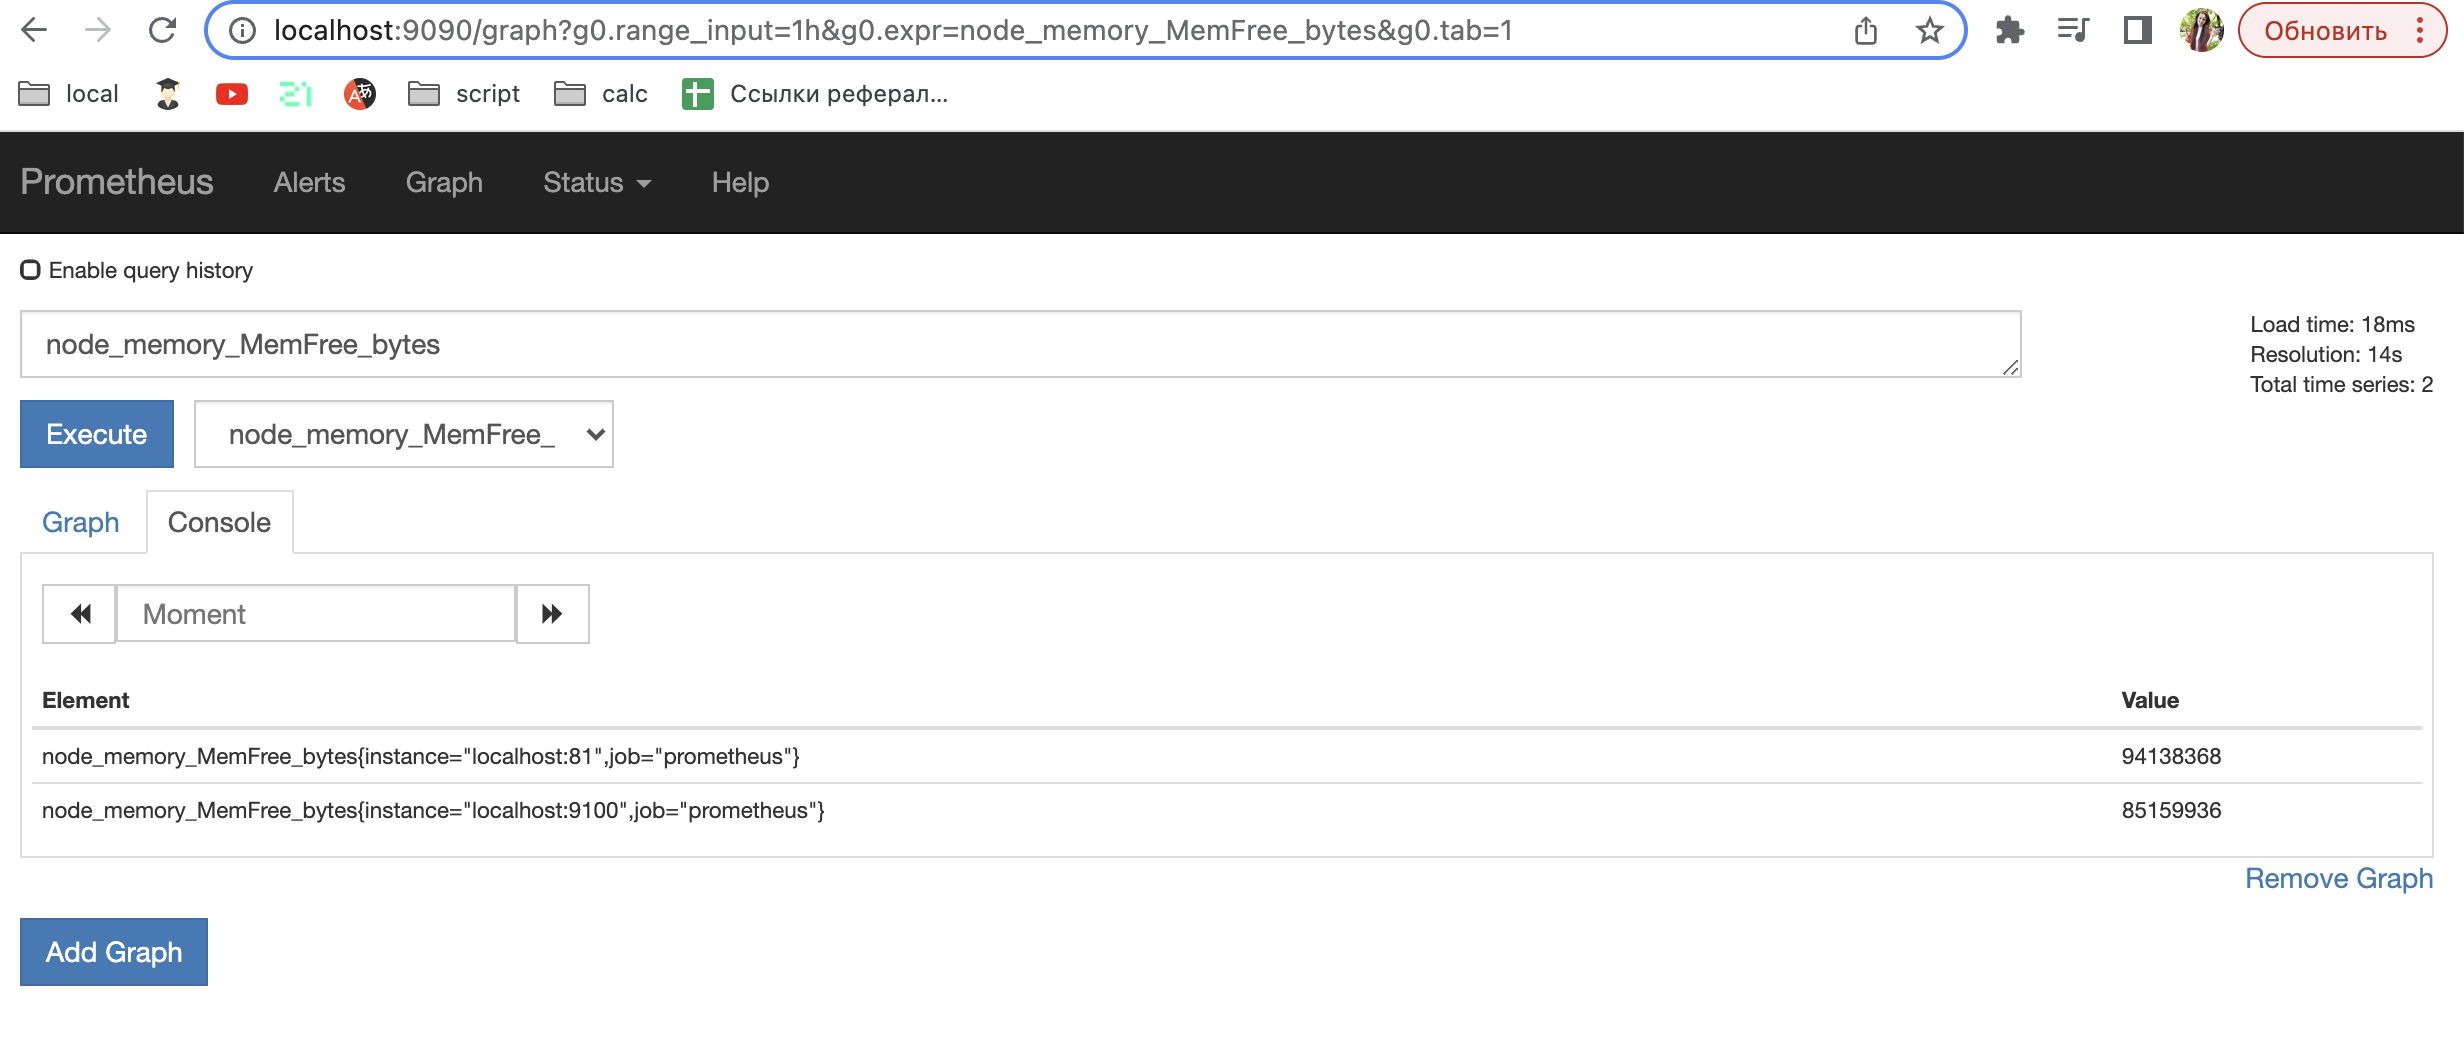 localhost:9090/graph?g0.range_input=1h&g0.expr=node_memory_MemFree_bytes&g0.tab=1
Обновить
local
script
calc
Ссылки реферал...
Prometheus Alerts Graph Status Help
Enable query history
node_memory_MemFree_bytes
Load time: 18ms
Resolution: 14s
Total time series: 2
Execute
node_memory_MemFree_
Graph Console
Moment
Element Value
node_memory_MemFree_bytes{instance="localhost:81",job="prometheus"} 94138368
node_memory_MemFree_bytes{instance="localhost:9100",job="prometheus"} 85159936
Remove Graph
Add Graph